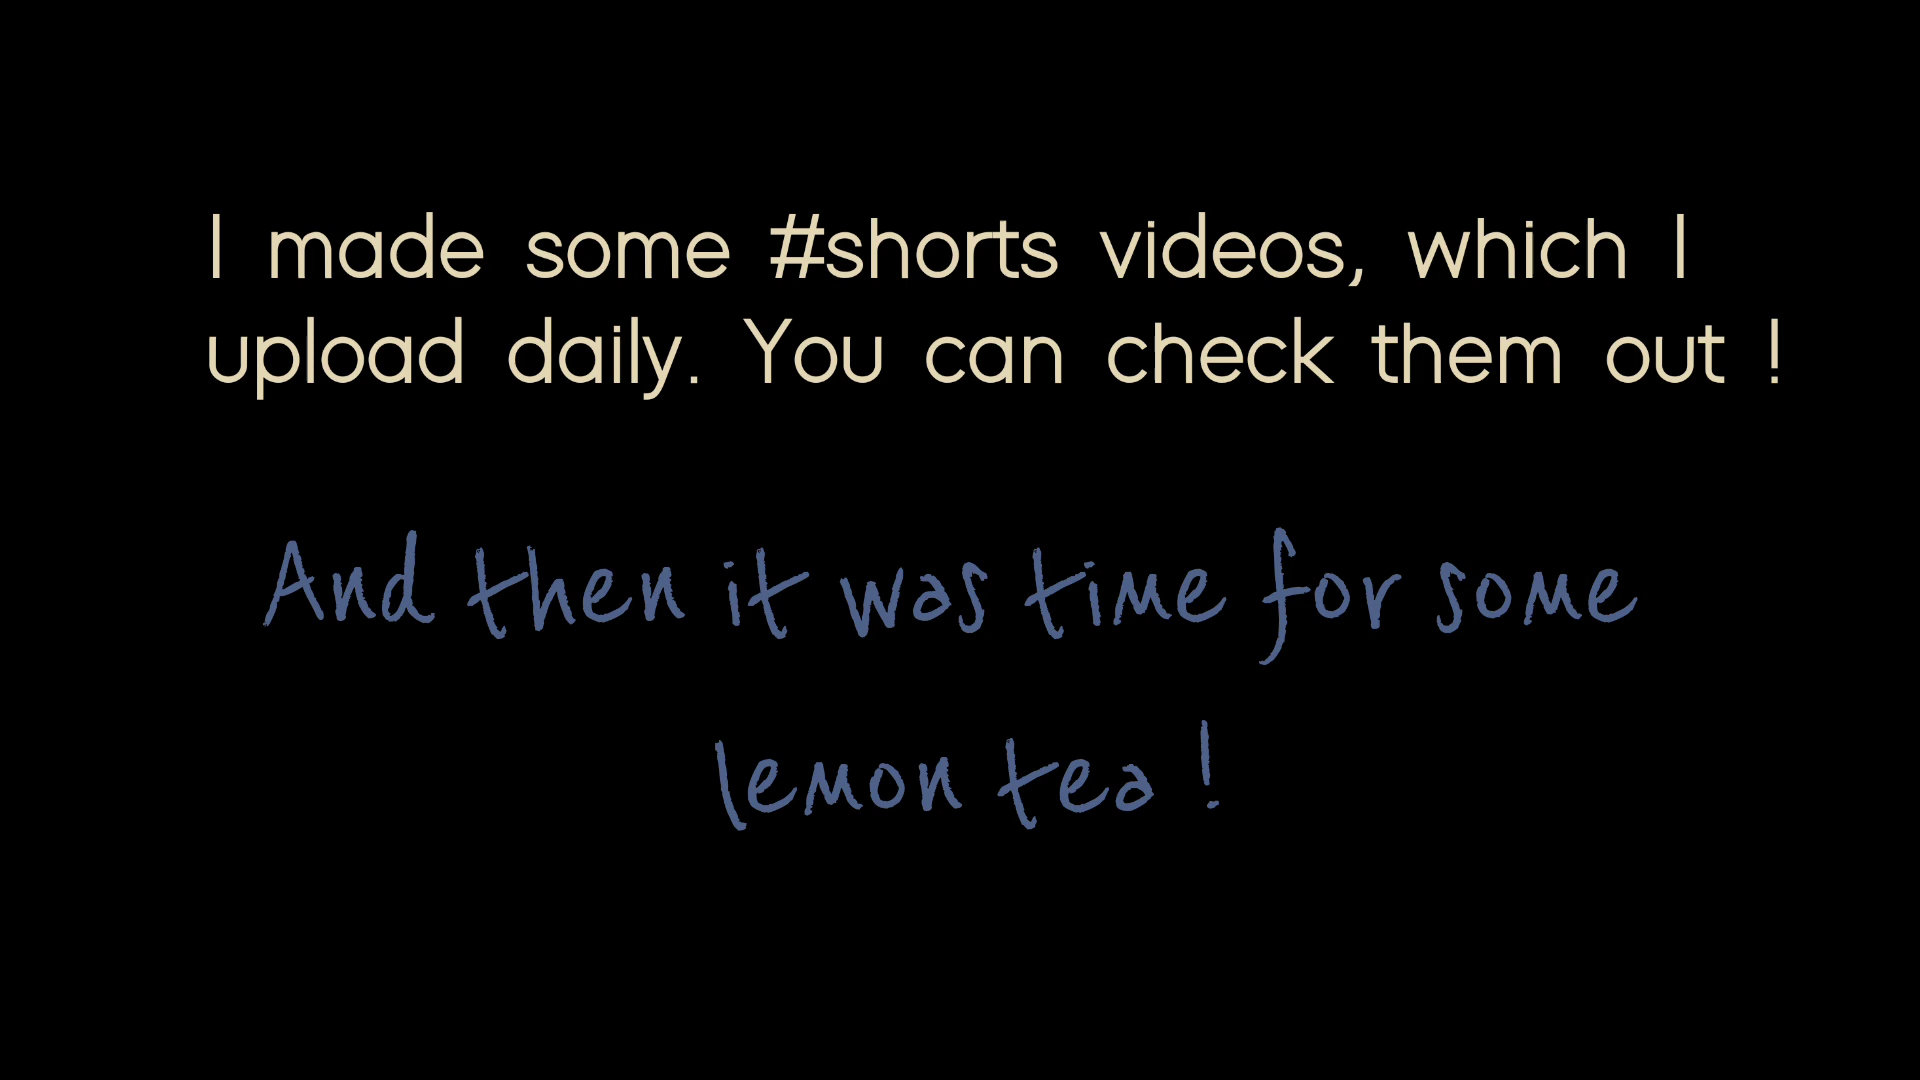 I made some #shorts videos, which I
upload daily. You can check them out !
And then it was time for some
lemon tea !